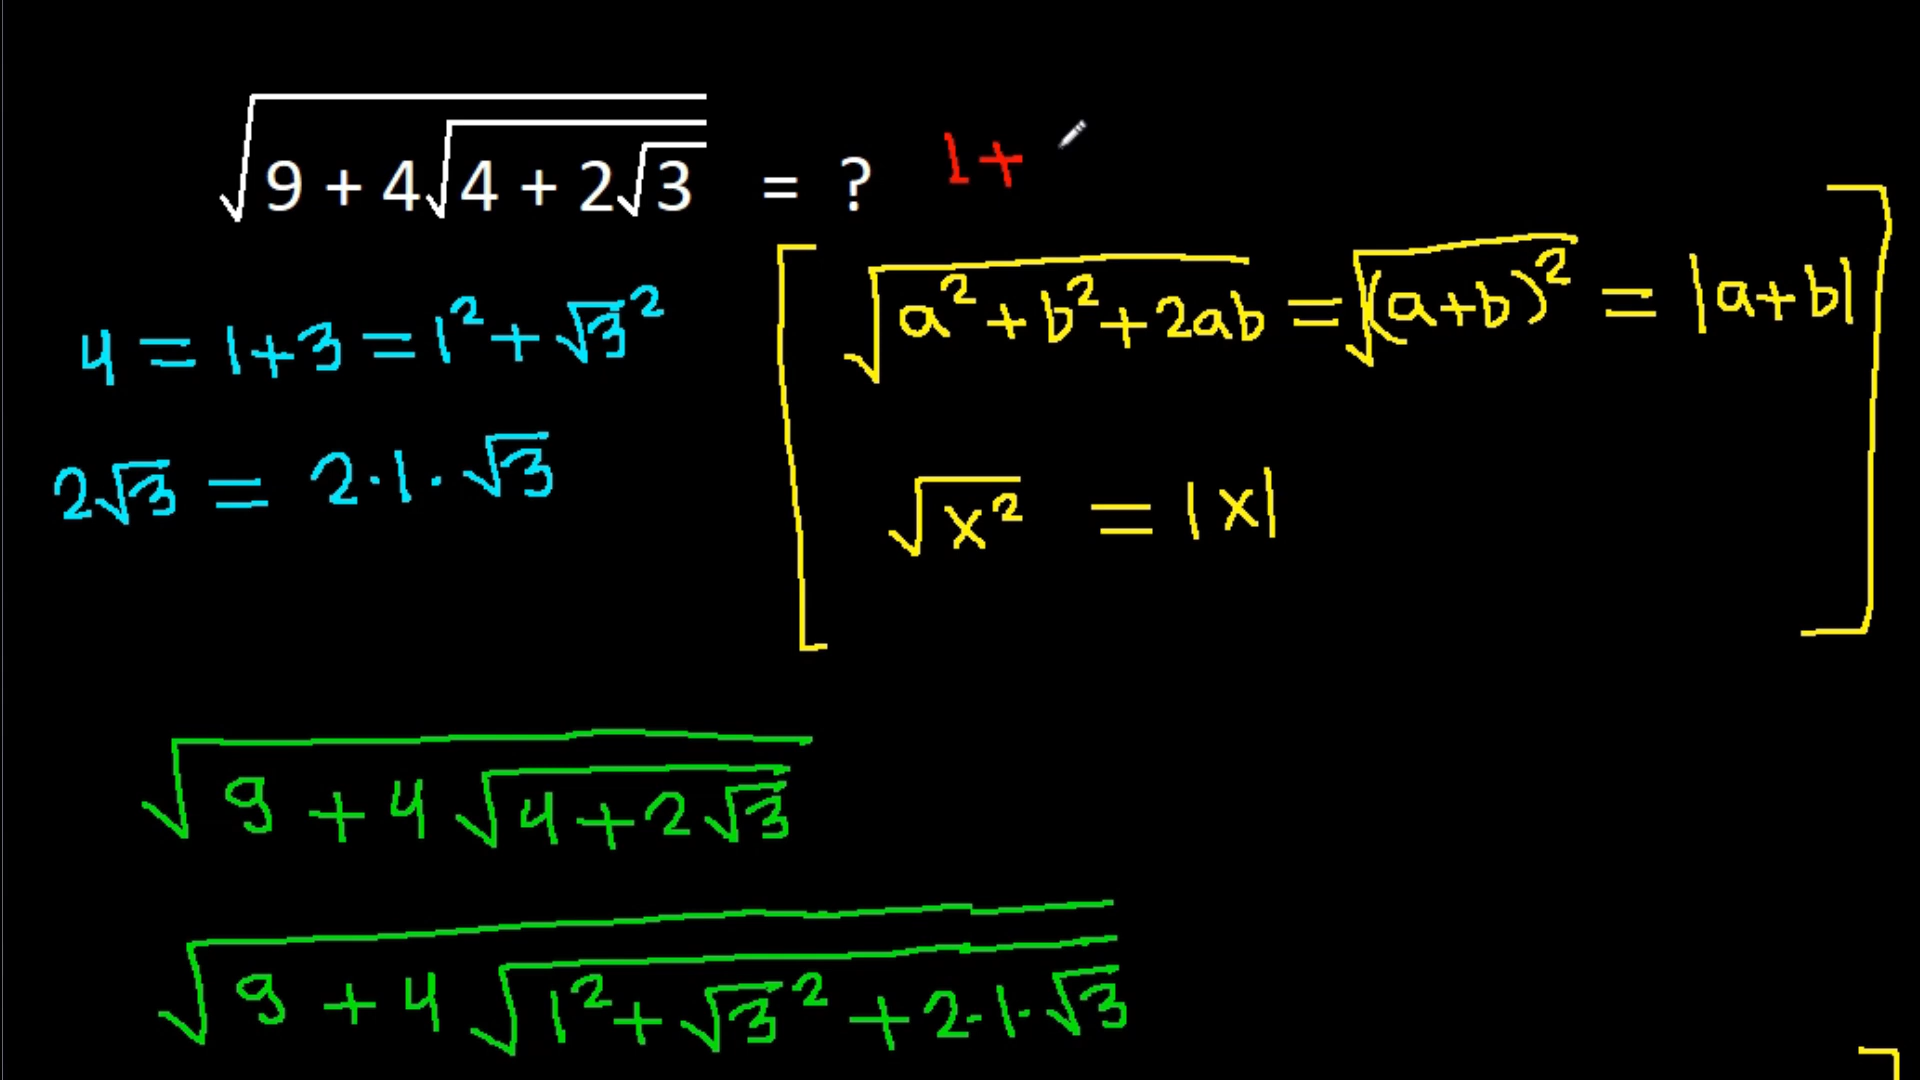 √(9 + 4√(4 + 2√3)) = ? 1+
√(a²+b²+2ab) = √(a+b)² = |a+b|
4 = 1+3 = 1² + √3²
2√3 = 2·1·√3
√x² = |x|
√(9 + 4√(4+2√3))
√(9 + 4√(1² + √3² + 2·1·√3))